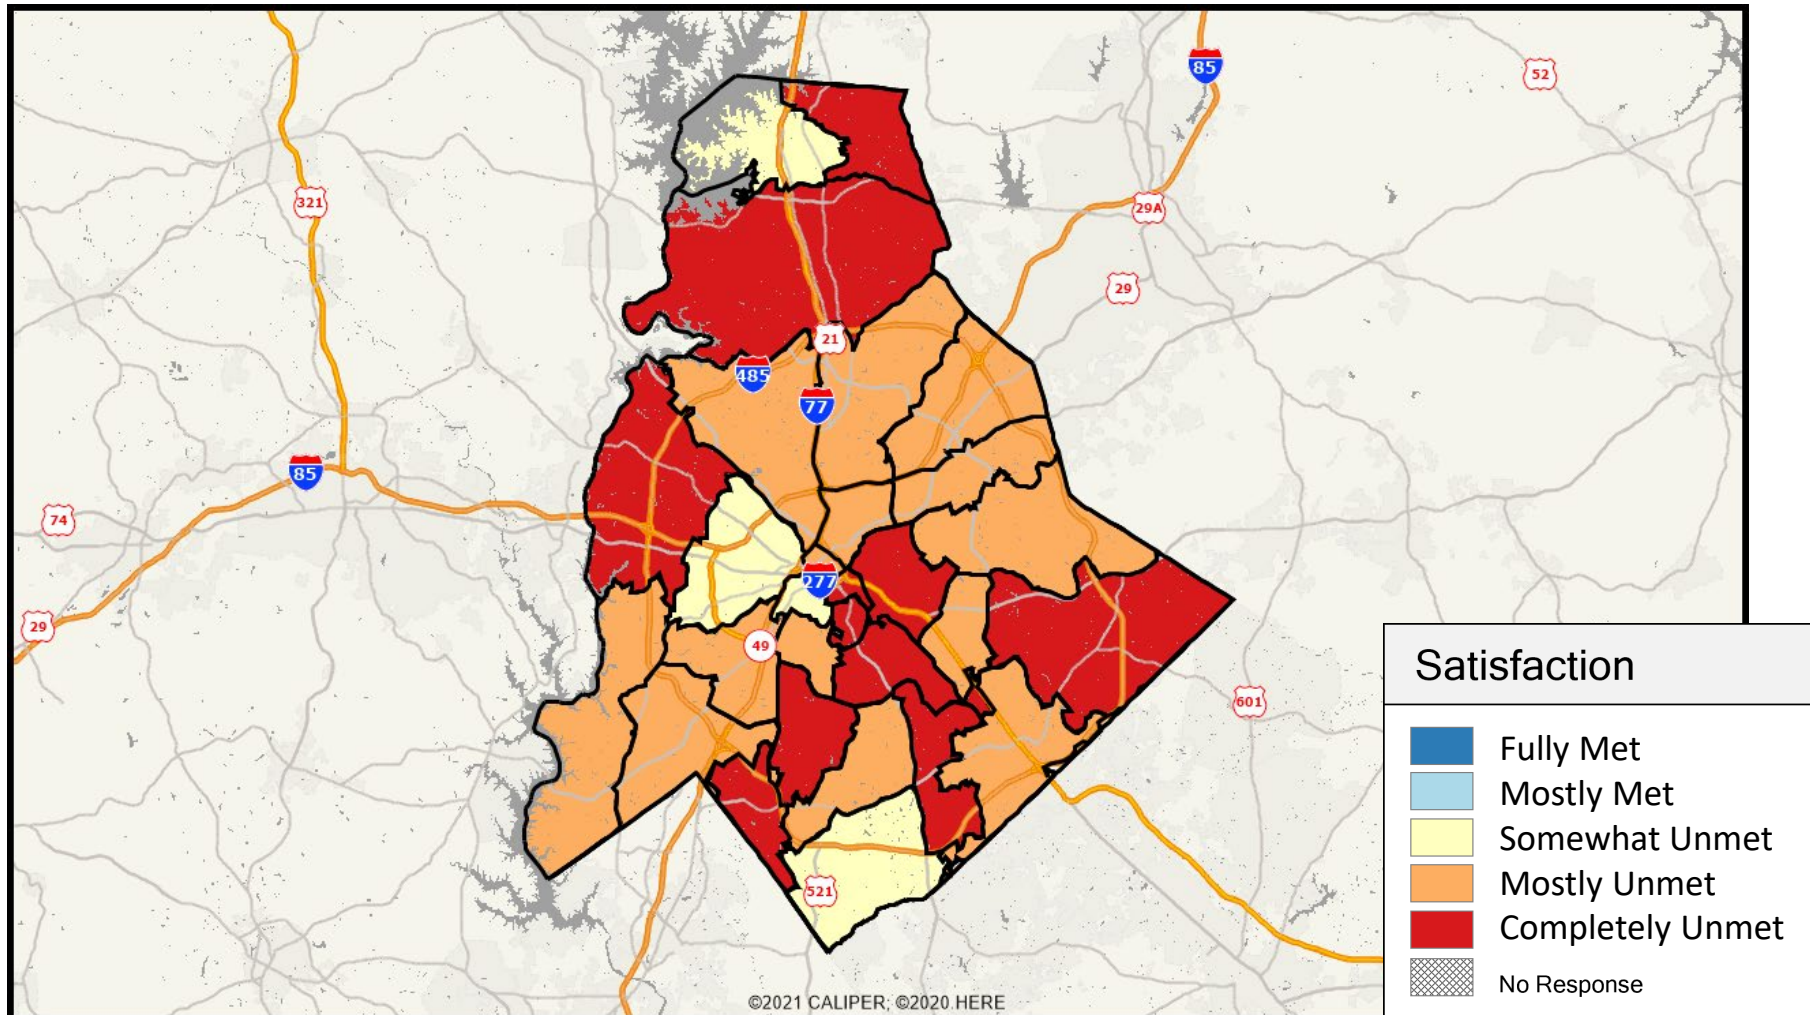 85
52
321
29A
29
21
485
77
85
74
277
29
49
601
521
©2021 CALIPER; ©2020 HERE
Satisfaction
Fully Met
Mostly Met
Somewhat Unmet
Mostly Unmet
Completely Unmet
No Response